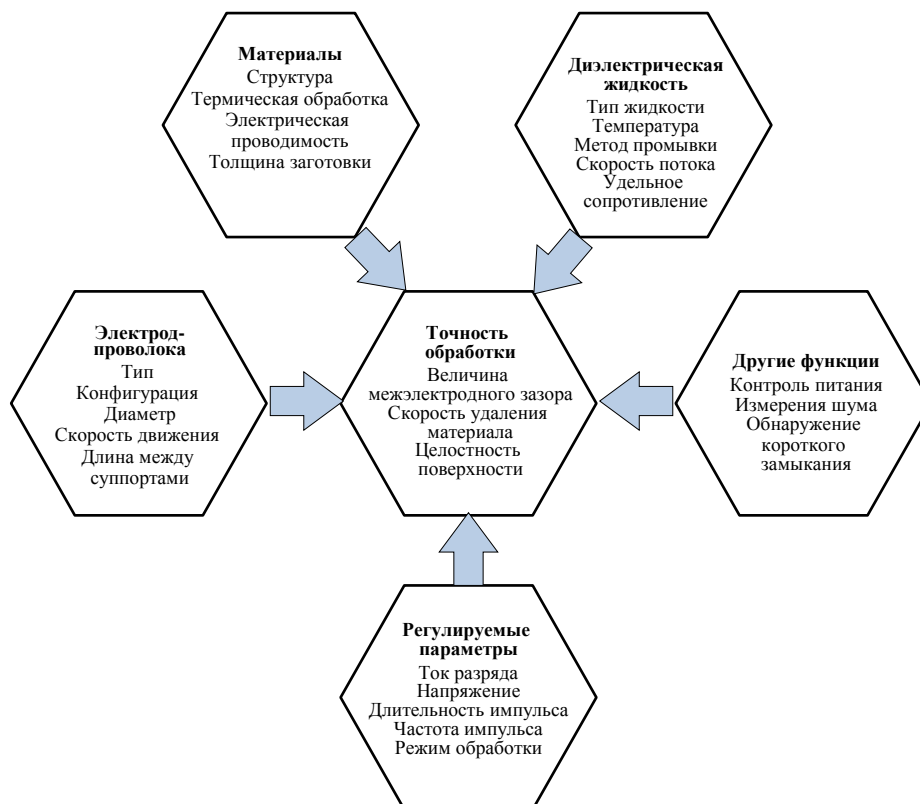 Материалы
Структура
Термическая обработка
Электрическая
проводимость
Толщина заготовки
Диэлектрическая
жидкость
Тип жидкости
Температура
Метод промывки
Скорость потока
Удельное
сопротивление
Электрод-
проволока
Тип
Конфигурация
Диаметр
Скорость движения
Длина между
суппортами
Точность
обработки
Величина
межэлектродного зазора
Скорость удаления
материала
Целостность
поверхности
Другие функции
Контроль питания
Измерения шума
Обнаружение
короткого
замыкания
Регулируемые
параметры
Ток разряда
Напряжение
Длительность импульса
Частота импульса
Режим обработки